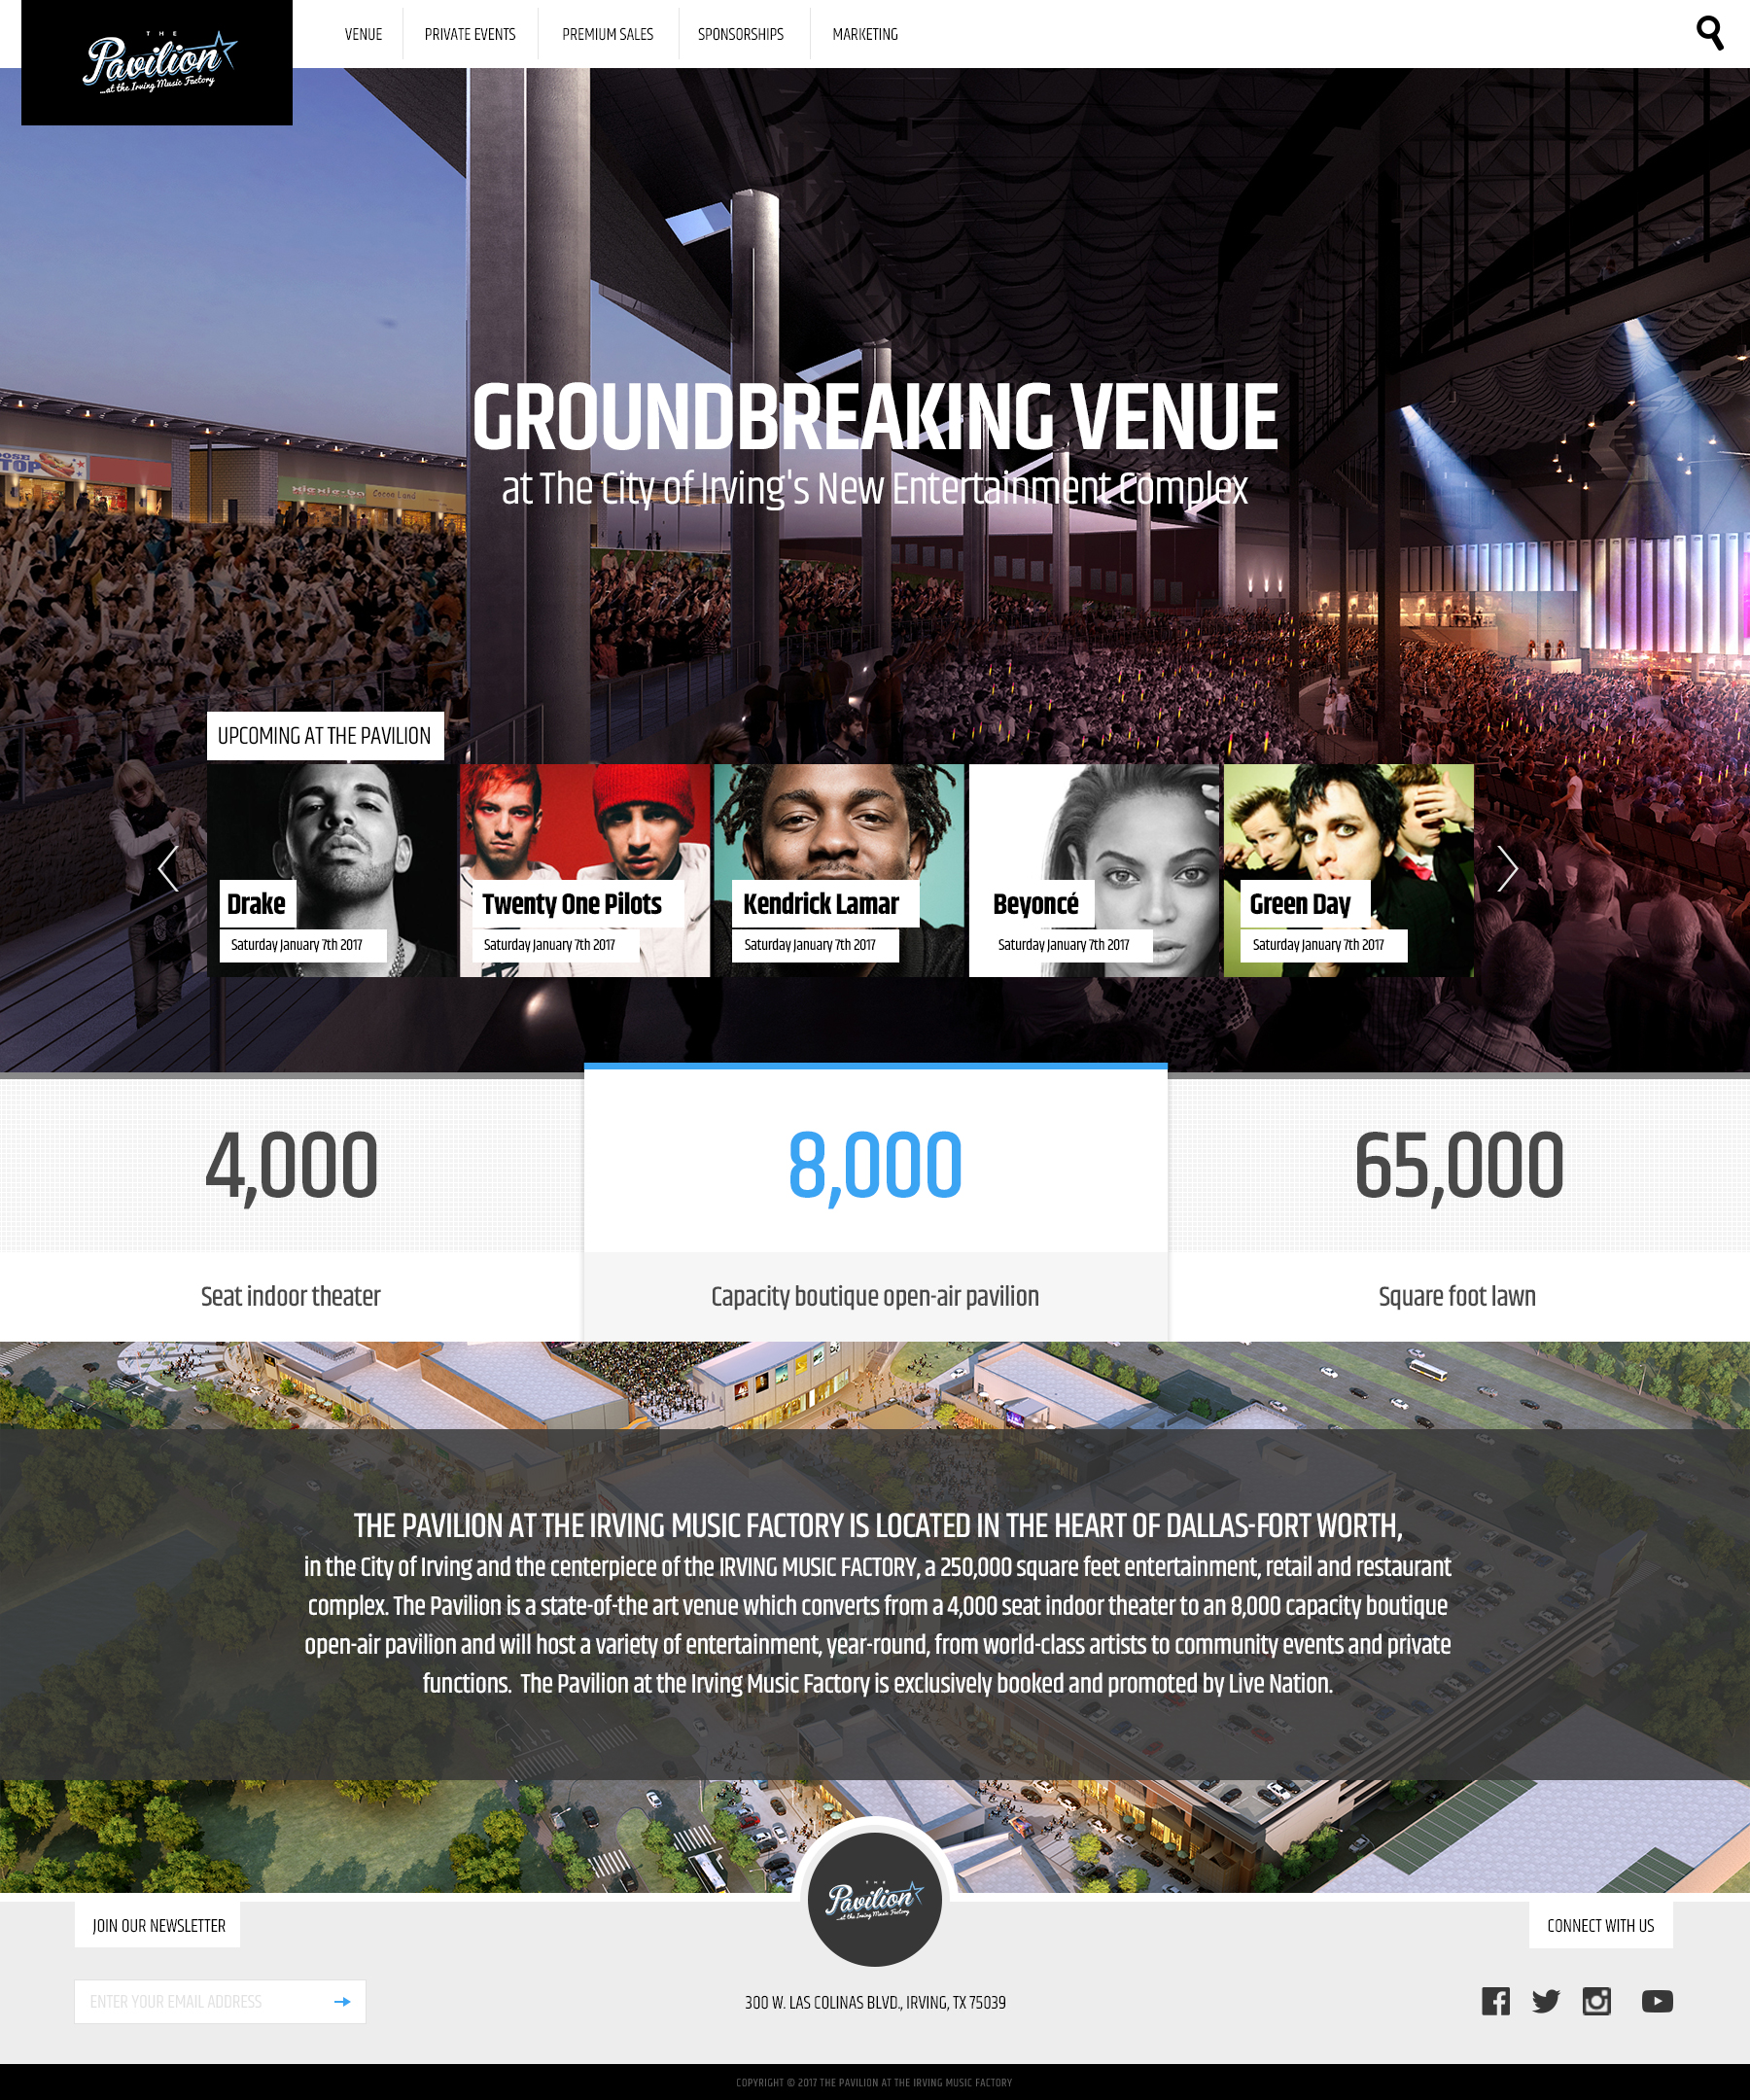 THE
Pavilion
...at the Irving Music Factory
VENUE
PRIVATE EVENTS
PREMIUM SALES
SPONSORSHIPS
MARKETING
TOP
Cocoa Land
GROUNDBREAKING VENUE
at The City of Irving's New Entertainment Complex
UPCOMING AT THE PAVILION
Drake
Saturday January 7th 2017
Twenty One Pilots
Saturday January 7th 2017
Kendrick Lamar
Saturday January 7th 2017
Beyoncé
Saturday January 7th 2017
Green Day
Saturday January 7th 2017
4,000
Seat indoor theater
8,000
Capacity boutique open-air pavilion
65,000
Square foot lawn
THE PAVILION AT THE IRVING MUSIC FACTORY IS LOCATED IN THE HEART OF DALLAS-FORT WORTH,
in the City of Irving and the centerpiece of the IRVING MUSIC FACTORY, a 250,000 square feet entertainment, retail and restaurant
complex. The Pavilion is a state-of-the art venue which converts from a 4,000 seat indoor theater to an 8,000 capacity boutique
open-air pavilion and will host a variety of entertainment, year-round, from world-class artists to community events and private
functions.  The Pavilion at the Irving Music Factory is exclusively booked and promoted by Live Nation.
JOIN OUR NEWSLETTER
ENTER YOUR EMAIL ADDRESS
THE
Pavilion
...at the Irving Music Factory
300 W. LAS COLINAS BLVD., IRVING, TX 75039
CONNECT WITH US
COPYRIGHT © 2017 THE PAVILION AT THE IRVING MUSIC FACTORY